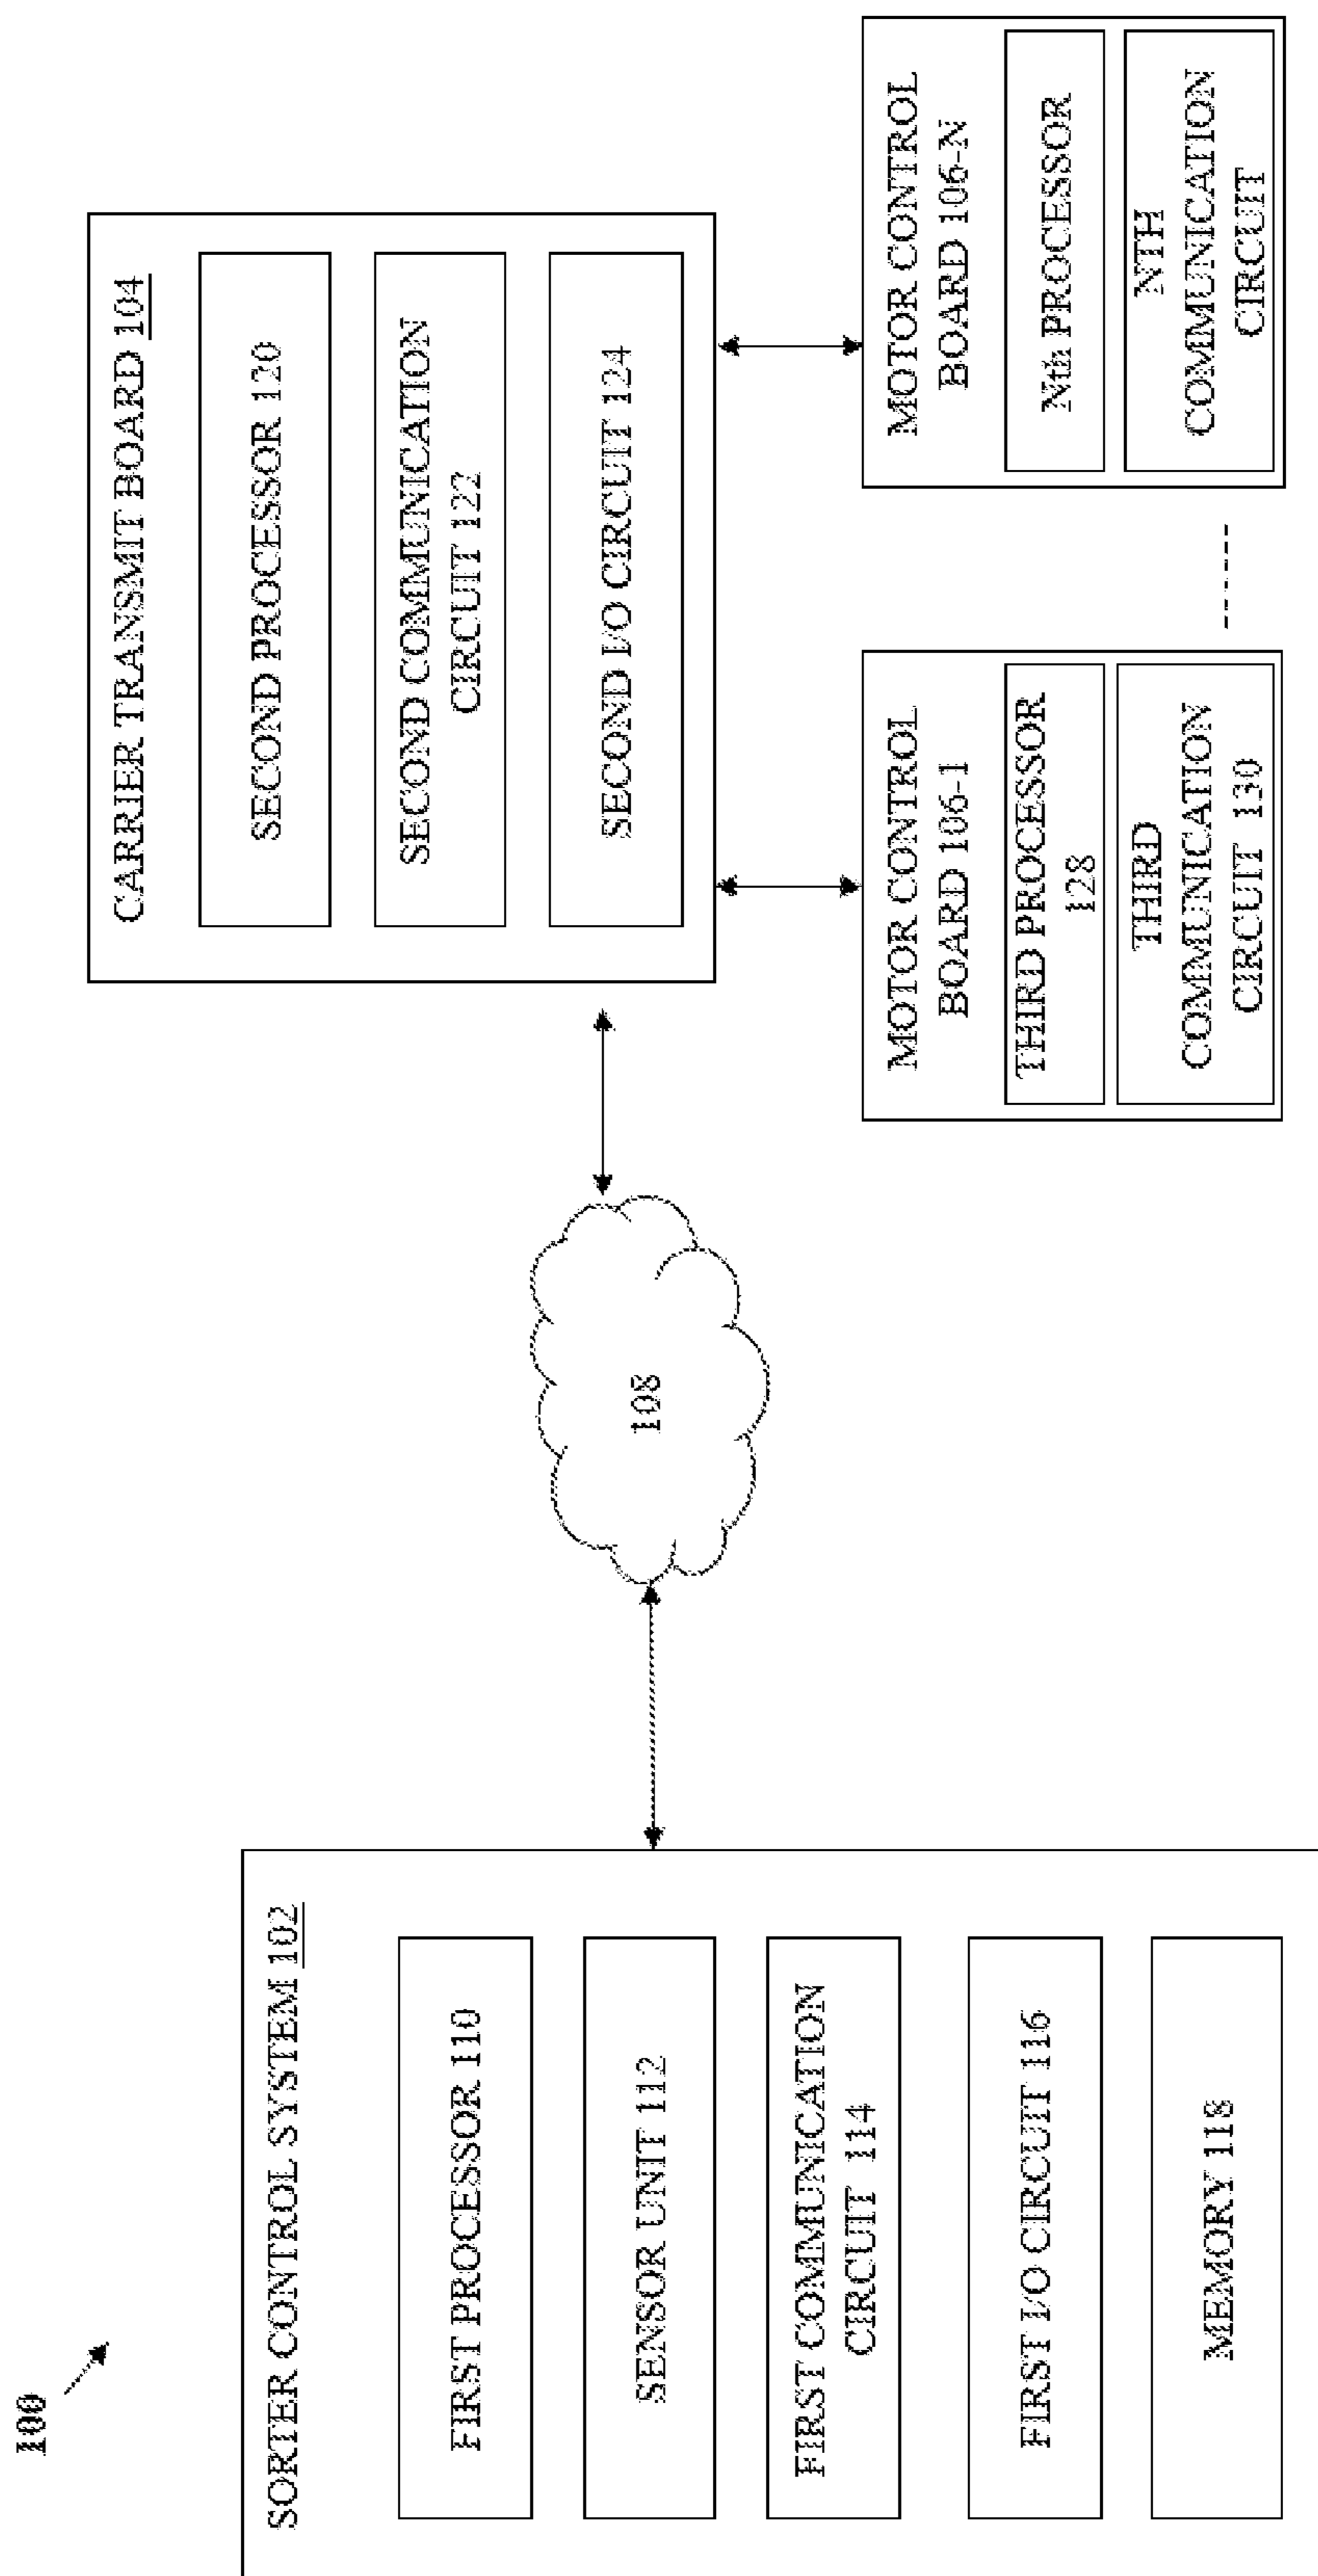 100
SORTER CONTROL SYSTEM 102
FIRST PROCESSOR 110
SENSOR UNIT 112
FIRST COMMUNICATION
CIRCUIT 114
FIRST I/O CIRCUIT 116
MEMORY 118
108
CARRIER TRANSMIT BOARD 104
SECOND PROCESSOR 120
SECOND COMMUNICATION
CIRCUIT 122
SECOND I/O CIRCUIT 124
MOTOR CONTROL
BOARD 106-1
THIRD PROCESSOR
128
THIRD
COMMUNICATION
CIRCUIT 130
MOTOR CONTROL
BOARD 106-N
Nth PROCESSOR
NTH
COMMUNICATION
CIRCUIT